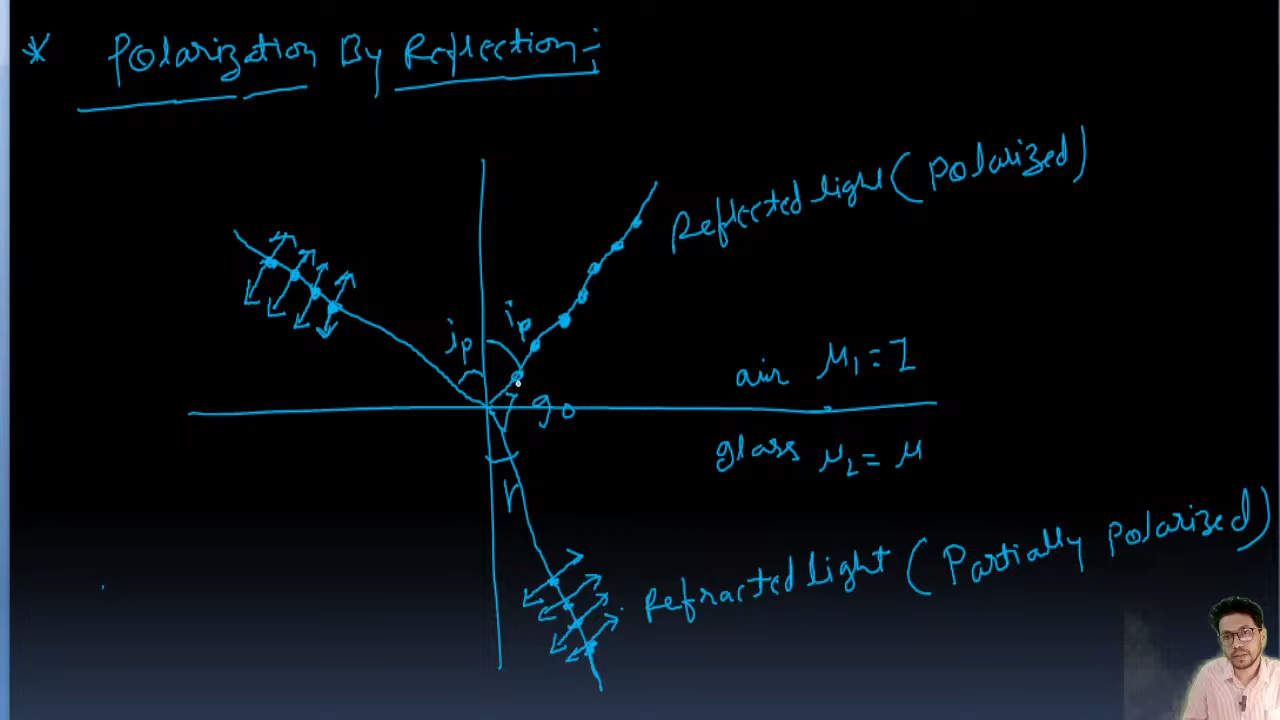 * Polarization By Reflection:-
Reflected light (Polarized)
ip
ip
air μ1 = 1
90
glass μ2 = μ
r
Refracted light (Partially polarized)